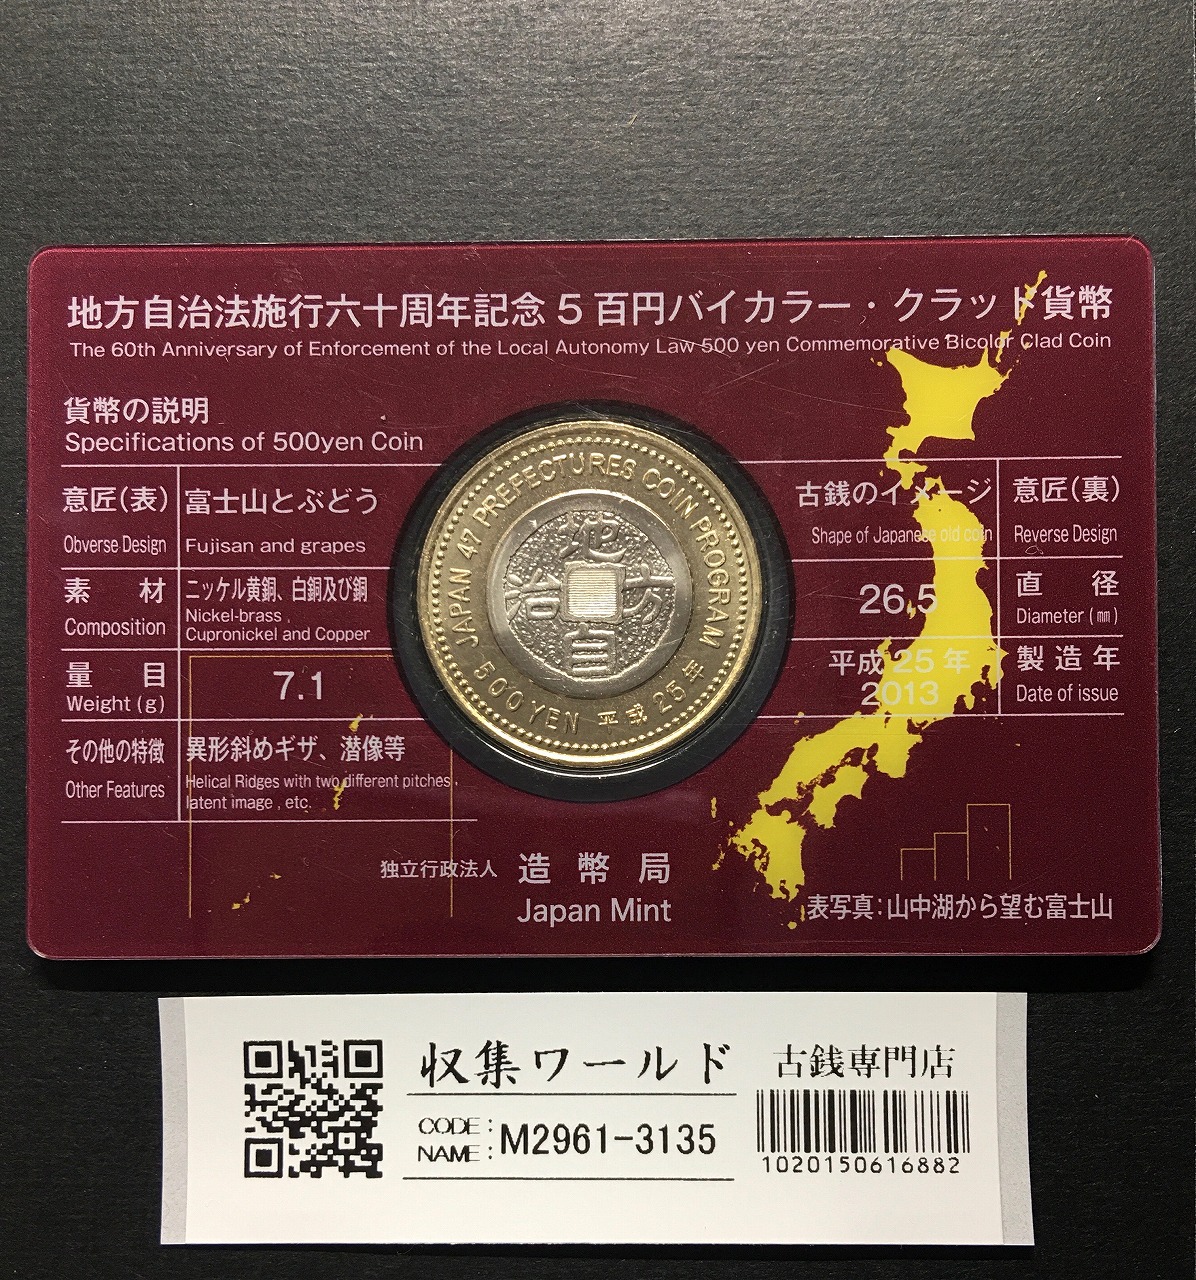 地方自治法施行六十周年記念５百円バイカラー・クラッド貨幣
The 60th Anniversary of Enforcement of the Local Autonomy Law 500 yen Commemorative Bicolor Clad Coin
貨幣の説明
Specifications of 500yen Coin
意匠(表) 富士山とぶどう
Obverse Design Fujisan and grapes
素材 ニッケル黄銅、白銅及び銅
Composition Nickel-brass,
Cupronickel and Copper
量目 7.1
Weight (g)
その他の特徴 異形斜めギザ、潜像等
Other Features Helical Ridges with two different pitches,
latent image, etc.
JAPAN 47 PREFECTURES COIN PROGRAM
500 YEN 平成25年
地方自治
古銭のイメージ 意匠(裏)
Shape of Japanese old coin Reverse Design
26.5 直径
Diameter (㎜)
平成25年 製造年
2013 Date of issue
独立行政法人 造幣局
Japan Mint
表写真:山中湖から望む富士山
収集ワールド 古銭専門店
CODE:
NAME: M2961-3135
1020150616882